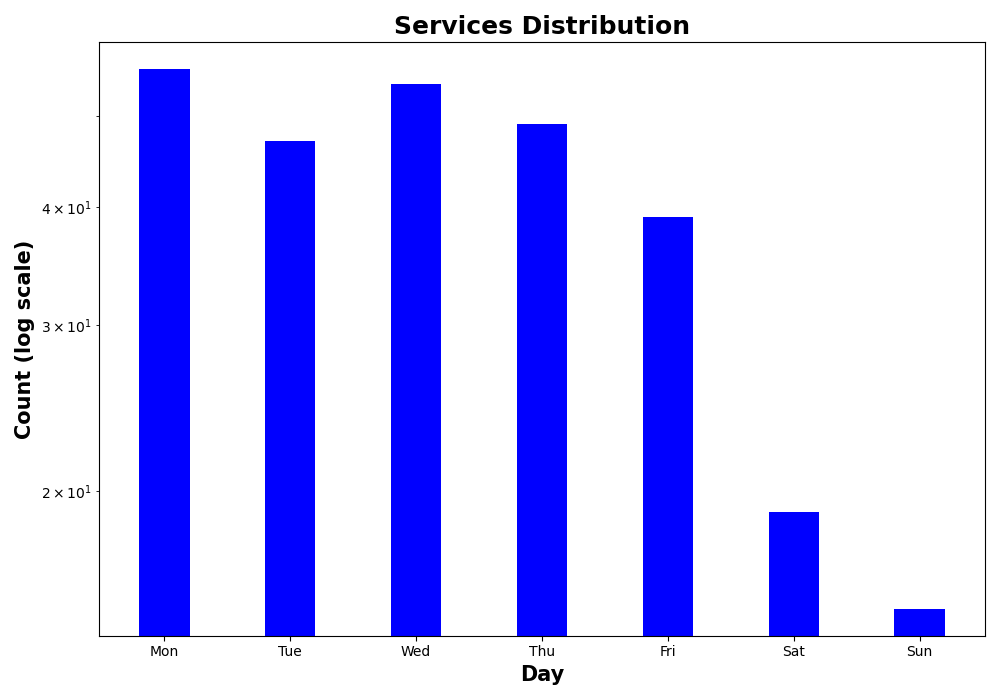 Services Distribution
Count (log scale)
4 × 10¹
3 × 10¹
2 × 10¹
Mon Tue Wed Thu Fri Sat Sun
Day